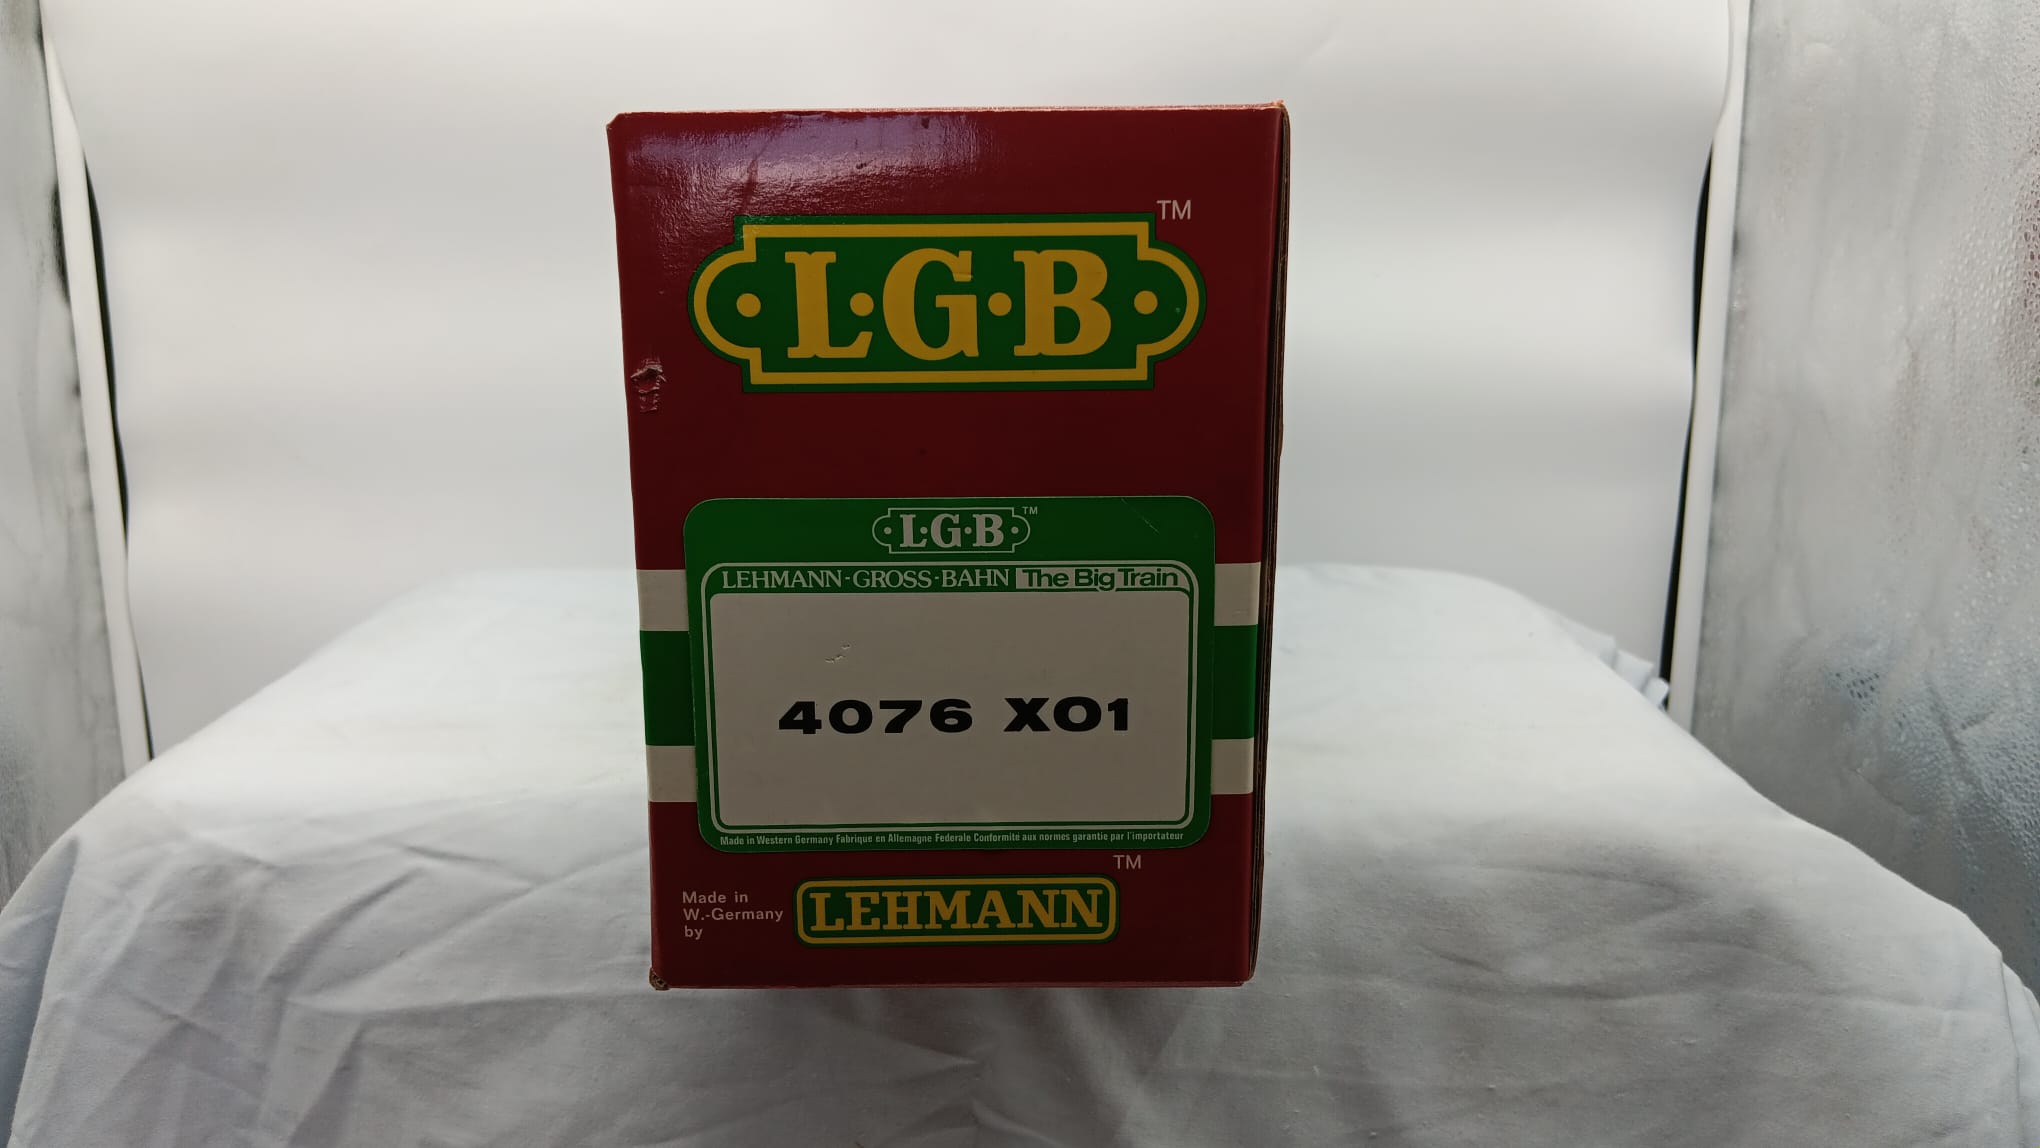 TM
L·G·B
L·G·B TM
LEHMANN-GROSS-BAHN The Big Train
4076 XO1
Made in Western Germany Fabrique en Allemagne Federale Conformité aux normes garantie par l'importateur
TM
Made in
W.-Germany
by
LEHMANN